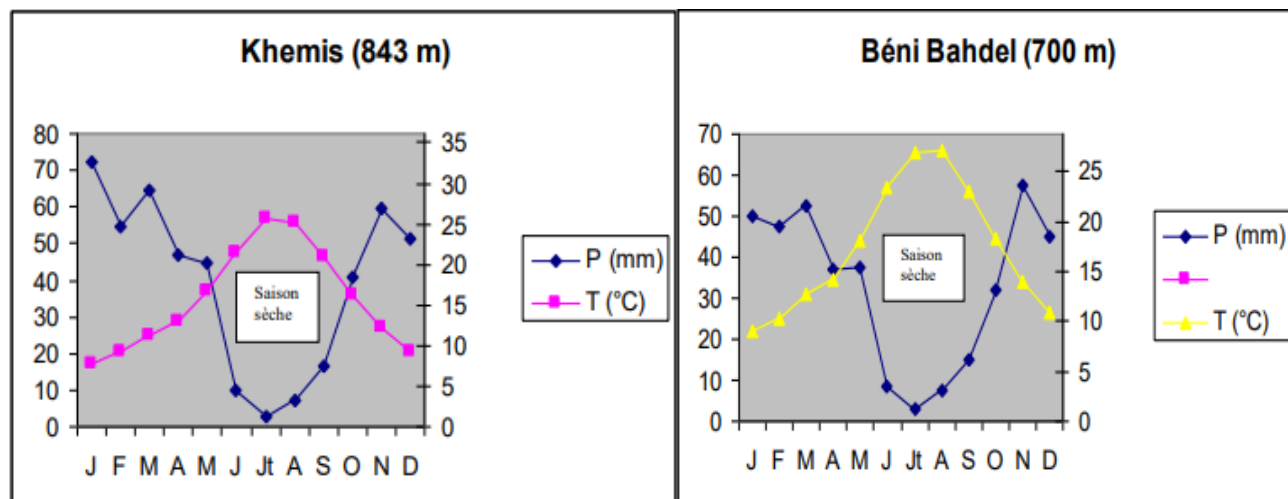 Khemis (843 m)
80
70
60
50
40
30
20
10
0
35
30
25
20
15
10
5
0
Saison
sèche
J F M A M J Jt A S O N D
P (mm)
T (°C)
Béni Bahdel (700 m)
70
60
50
40
30
20
10
0
25
20
15
10
5
0
Saison
sèche
J F M A M J Jt A S O N D
P (mm)
T (°C)